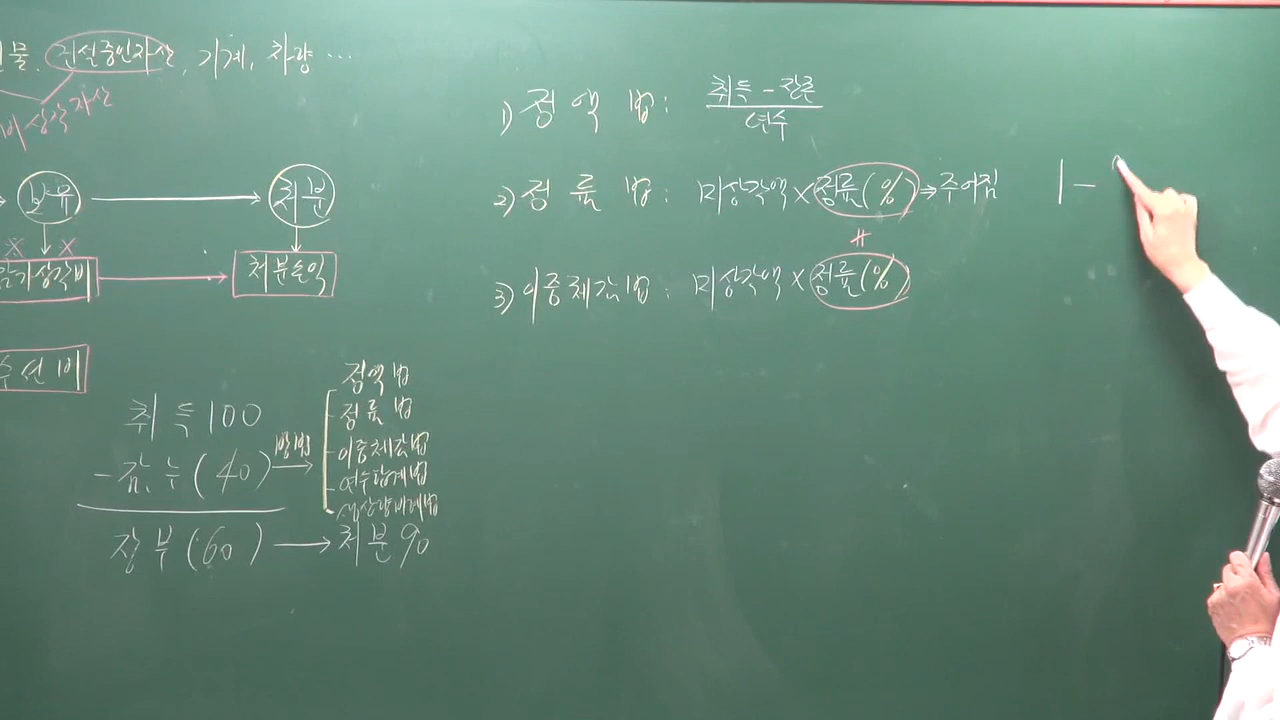 물, 건설중인자산, 기계, 차량 …
비상각자산
보유 → 처분
※ ×
감가상각비 → 처분손익
수선비
취득 100
- 감.누 (40) 방법 →
장부 (60) → 처분 90
정액법
정률법
이중체감법
연수합계법
생산량비례법
1) 정액법 : 취득 - 잔존
연수
2) 정률법 : 미상각액 × 정률(%) ⇒ 주어짐
3) 이중체감법 : 미상각액 × 정률(%)
1 -